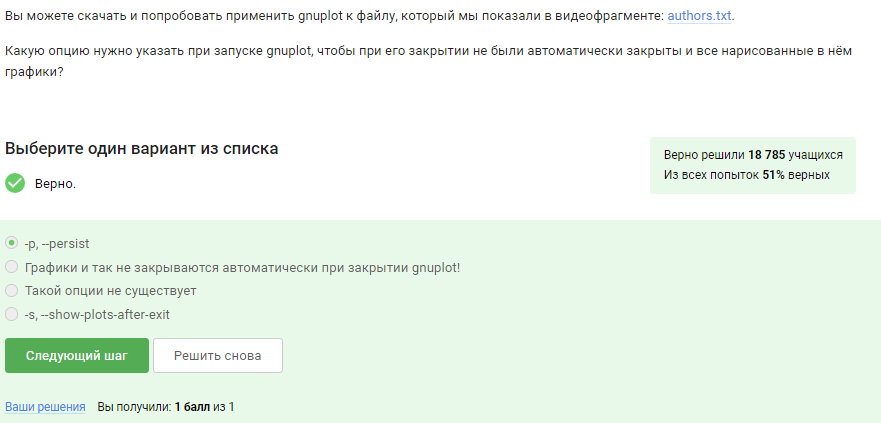 Вы можете скачать и попробовать применить gnuplot к файлу, который мы показали в видеофрагменте: authors.txt.
Какую опцию нужно указать при запуске gnuplot, чтобы при его закрытии не были автоматически закрыты и все нарисованные в нём
графики?
Выберите один вариант из списка
Верно решили 18 785 учащихся
Из всех попыток 51% верных
Верно.
-p, --persist
Графики и так не закрываются автоматически при закрытии gnuplot!
Такой опции не существует
-s, --show-plots-after-exit
Следующий шаг
Решить снова
Ваши решения Вы получили: 1 балл из 1